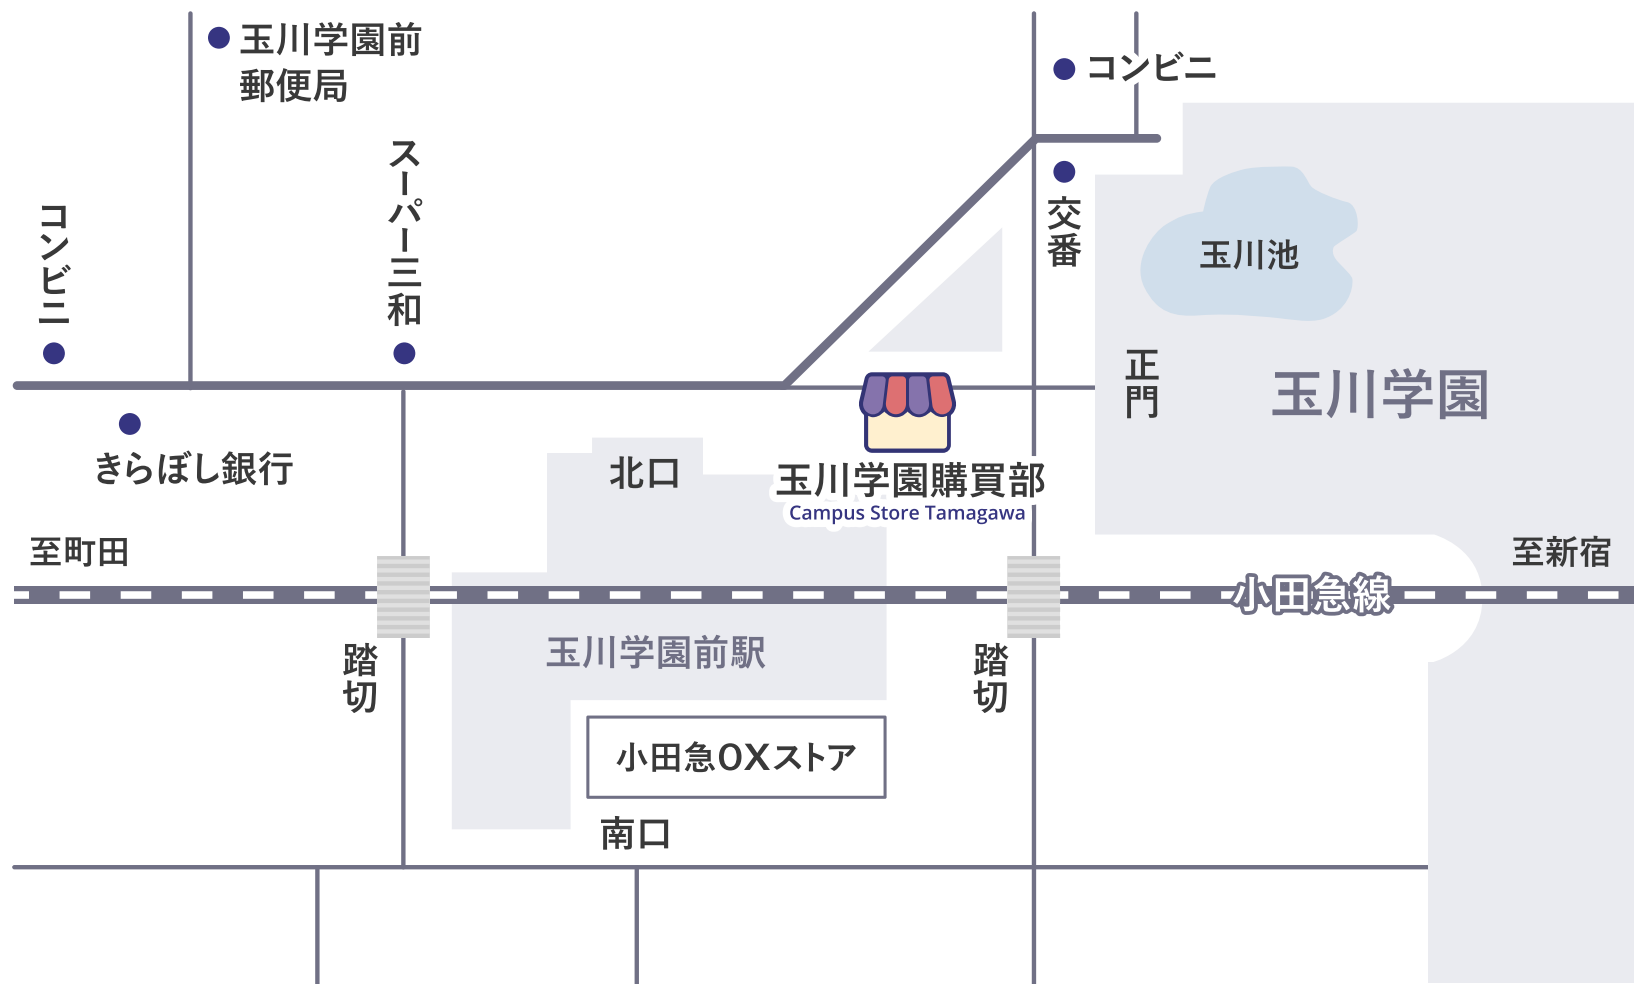 玉川学園前
郵便局
コンビニ
スーパー三和
コンビニ
交番
玉川池
正門
玉川学園
きらぼし銀行
北口
玉川学園購買部
Campus Store Tamagawa
至町田
至新宿
小田急線
踏切
玉川学園前駅
踏切
小田急OXストア
南口